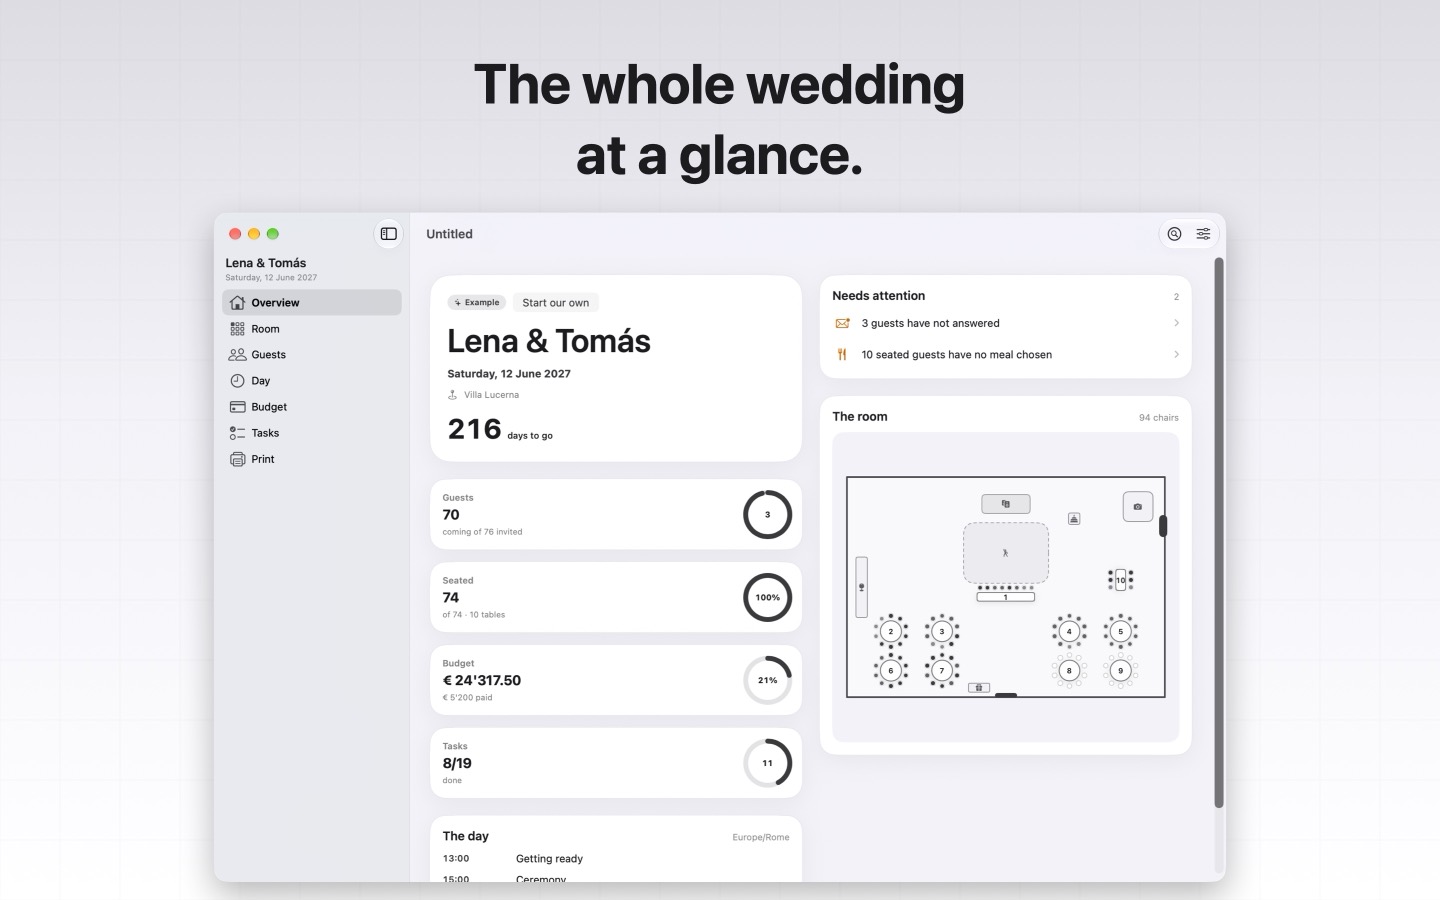 The whole wedding
at a glance.
Untitled
Lena & Tomás
Saturday, 12 June 2027
Overview
Room
Guests
Day
Budget
Tasks
Print
Example
Start our own
Lena & Tomás
Saturday, 12 June 2027
Villa Lucerna
216 days to go
Guests
70
coming of 76 invited
3
Seated
74
of 74 · 10 tables
100%
Budget
€ 24'317.50
€ 5'200 paid
21%
Tasks
8/19
done
11
The day
Europe/Rome
13:00 Getting ready
15:00 Ceremony
Needs attention
2
3 guests have not answered
10 seated guests have no meal chosen
The room
94 chairs
10
1
2 3 4 5
6 7 8 9